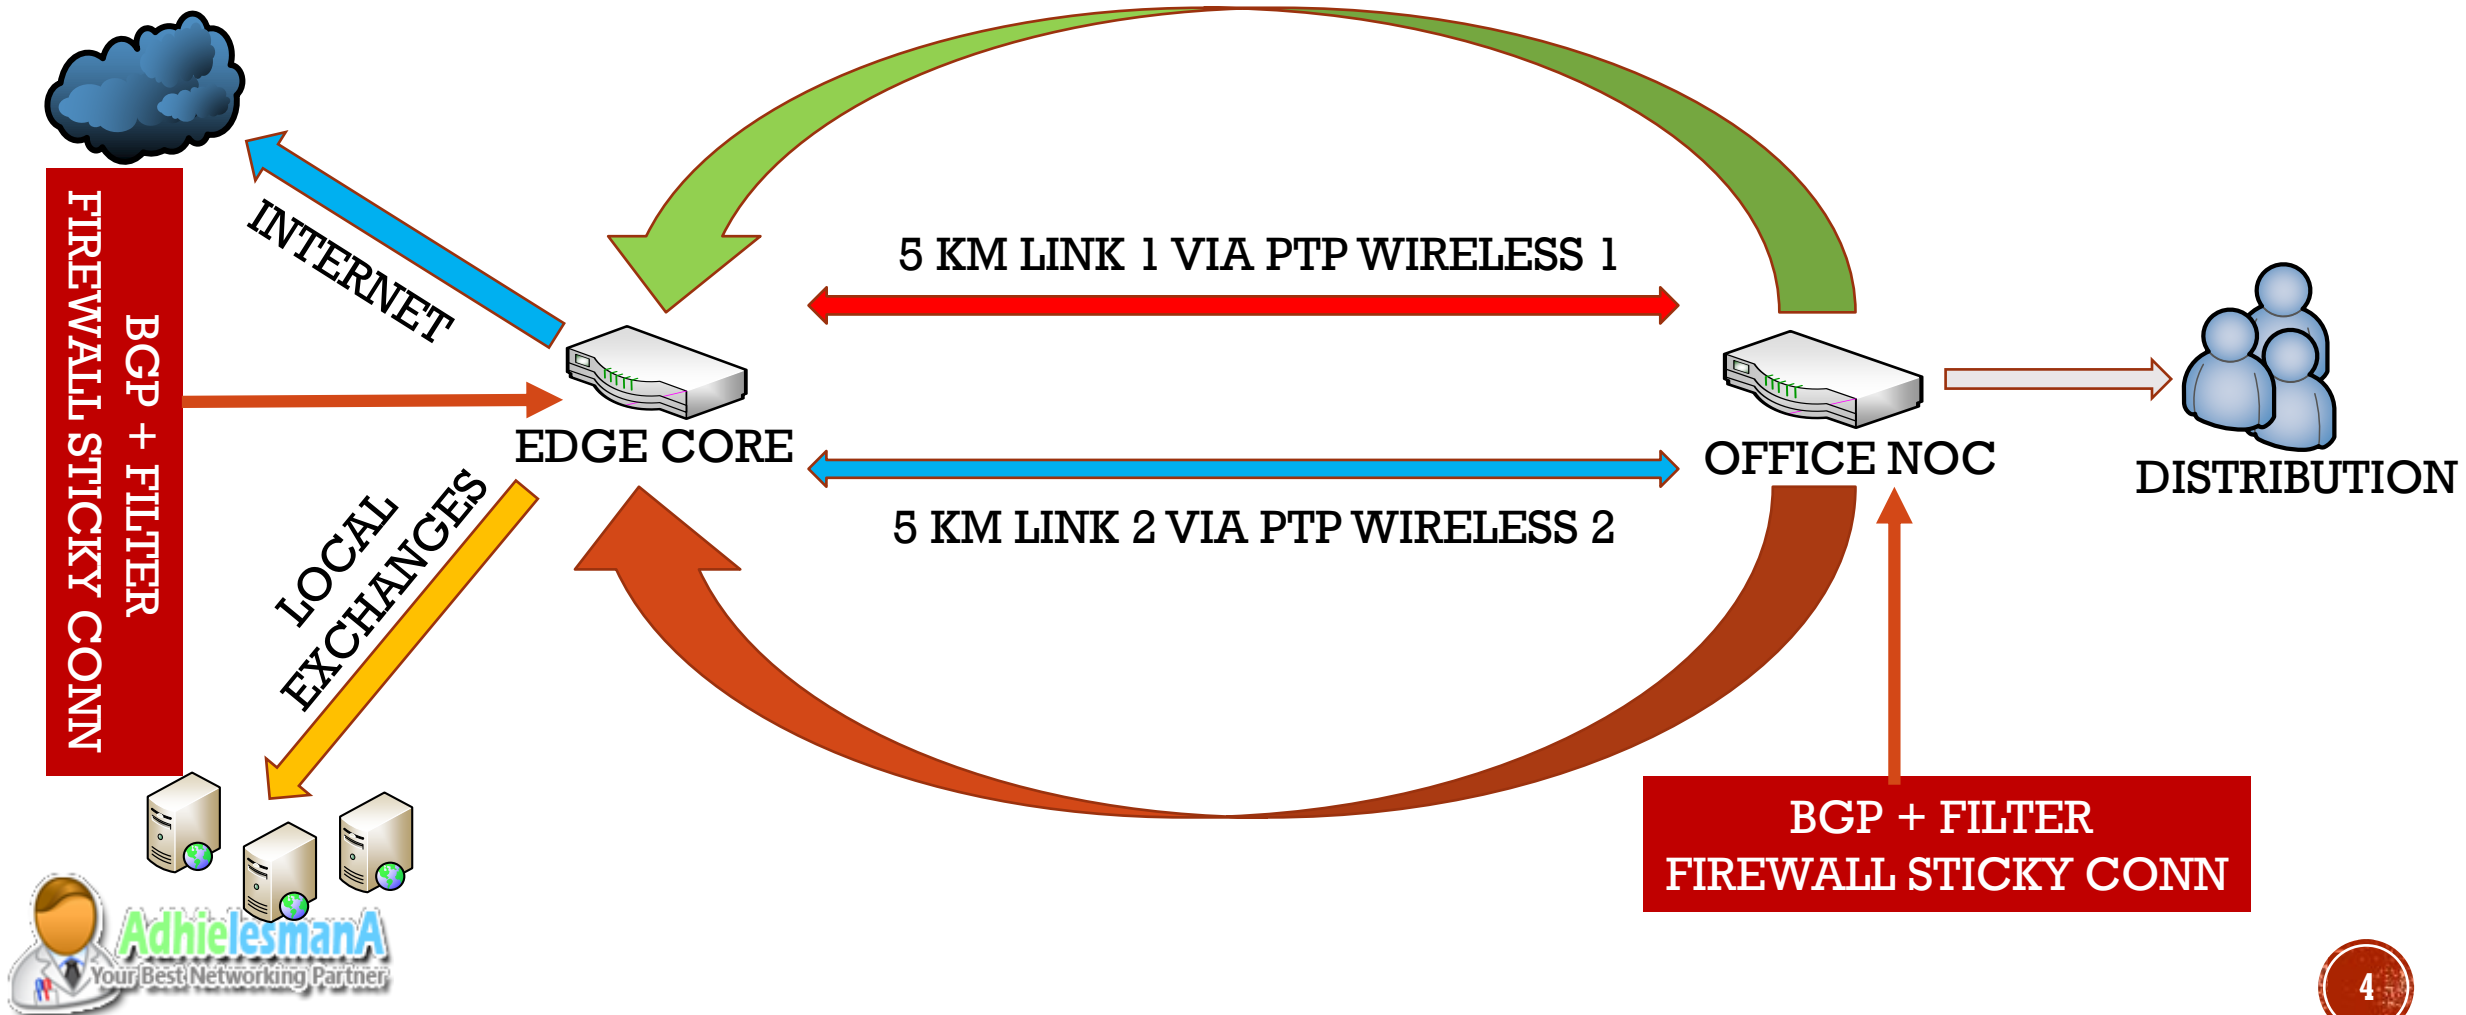 INTERNET
BGP + FILTER
FIREWALL STICKY CONN
5 KM LINK 1 VIA PTP WIRELESS 1
EDGE CORE
5 KM LINK 2 VIA PTP WIRELESS 2
OFFICE NOC
DISTRIBUTION
LOCAL
EXCHANGES
BGP + FILTER
FIREWALL STICKY CONN
AdhielesmanA
Your Best Networking Partner
4